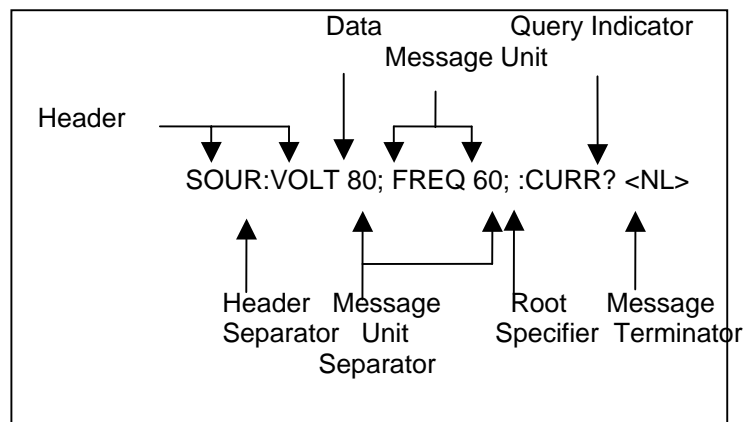 Data Query Indicator
Message Unit
Header
SOUR:VOLT 80; FREQ 60; :CURR? <NL>
Header Message Root Message
Separator Unit Specifier Terminator
Separator